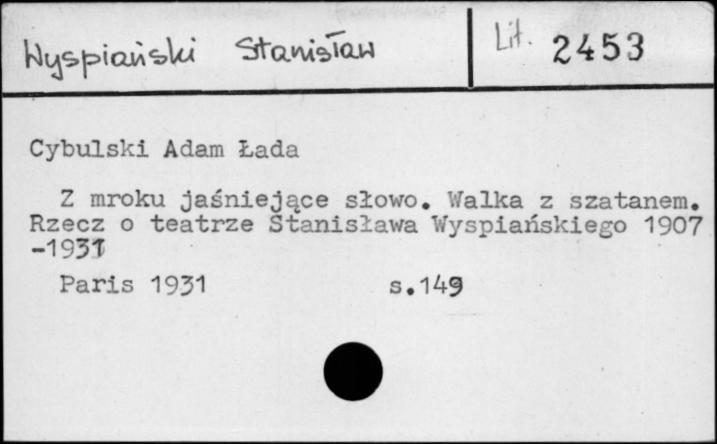 Wyspiański Stanisław
Lit. 2453
Cybulski Adam Łada
Z mroku jaśniejące słowo. Walka z szatanem.
Rzecz o teatrze Stanisława Wyspiańskiego 1907
-1931
Paris 1931 s.149